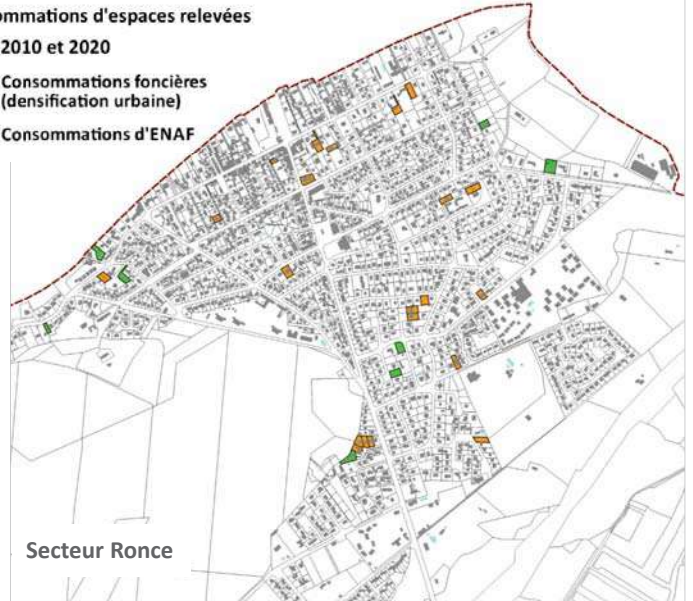 ommations d'espaces relevées
2010 et 2020
Consommations foncières
(densification urbaine)
Consommations d'ENAF
Secteur Ronce